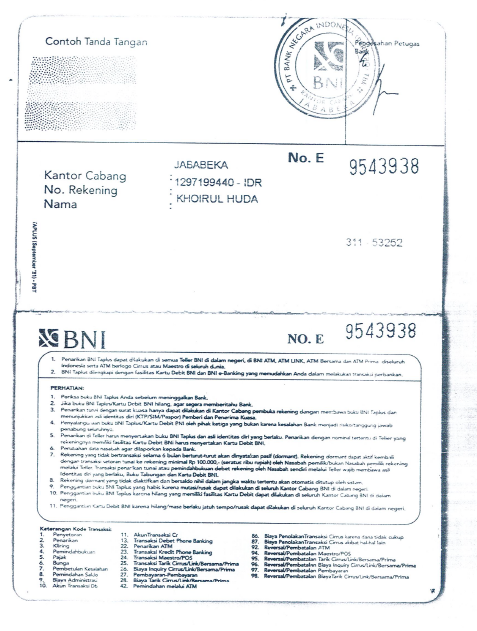 Contoh Tanda Tangan
Pengesahan Petugas
Bank
PT BANK NEGARA INDONESIA
BNI
JABABEKA
No. E 9543938
Kantor Cabang : JABABEKA
No. Rekening : 1297199440 - IDR
Nama : KHOIRUL HUDA
311 - 53252
BNI
NO. E 9543938
1. Penarikan BNI Taplus dapat dilakukan di semua Teller BNI di dalam negeri, di BNI ATM, ATM LINK, ATM Bersama dan ATM Prima diseluruh
indonesia serta ATM berlogo Cirrus atau Maestro di seluruh dunia.
2. BNI Taplus dilengkapi dengan fasilitas Kartu Debit BNI dan BNI e-Banking yang memudahkan Anda dalam melakukan transaksi perbankan.
PERHATIAN:
1. Periksa buku BNI Taplus Anda sebelum meninggalkan Bank.
2. Jika buku BNI Taplus/Kartu Debit BNI hilang, agar segera memberitahu Bank.
3. Penarikan tunai dengan surat kuasa hanya dapat dilakukan di Kantor Cabang pembuka rekening dengan membawa buku BNI Taplus dan
menunjukkan asli identitas diri (KTP/SIM/Paspor) Pemberi dan Penerima Kuasa.
4. Penyalahgunaan buku BNI Taplus/Kartu Debit BNI oleh pihak ketiga yang bukan karena kesalahan Bank menjadi tanggung jawab
penabung seluruhnya.
5. Penarikan di Teller harus menyertakan buku BNI Taplus dan asli identitas diri yang berlaku. Penarikan dengan nominal tertentu di Teller yang
rekeningnya memiliki fasilitas Kartu Debit BNI harus menyertakan Kartu Debit BNI.
6. Perubahan data nasabah agar dilaporkan kepada Bank.
7. Rekening yang tidak bertransaksi selama 6 bulan berturut-turut akan dinyatakan pasif (dormant). Rekening dormant dapat aktif kembali
dengan transaksi setoran tunai ke rekening minimal Rp 100.000,- (seratus ribu rupiah) oleh Nasabah pemilik/bukan Nasabah pemilik rekening
melalui Teller. Transaksi penarikan tunai atau pemindahbukuan debet rekening oleh Nasabah sendiri melalui Teller wajib membawa asli
Identitas diri yang berlaku, Buku Tabungan dan Kartu Debit BNI.
8. Rekening dormant yang tidak diaktifkan dan bersaldo nihil dalam jangka waktu tertentu akan otomatis ditutup oleh sistem.
9. Penggantian buku BNI Taplus yang habis karena mutasi/rusak dapat dilakukan di seluruh Kantor Cabang BNI di dalam negeri.
10. Penggantian buku BNI Taplus karena hilang yang memiliki fasilitas Kartu Debit dapat dilakukan di seluruh Kantor Cabang BNI di dalam
negeri.
11. Penggantian Kartu Debit BNI karena hilang/masa berlaku jatuh tempo/rusak dapat dilakukan di seluruh Kantor Cabang BNI di dalam negeri.
Keterangan Kode Transaksi:
1. Penyetoran
2. Penarikan
3. Kliring
4. Pemindahbukuan
5. Pajak
6. Bunga
7. Pembetulan Kesalahan
8. Pemindahan Saldo
9. Biaya Administrasi
10. Akun Transaksi Db.
11. Akun Transaksi Cr
13. Transaksi Debet Phone Banking
22. Penarikan ATM
23. Transaksi Kredit Phone Banking
24. Transaksi Maestro/POS
25. Transaksi Tarik Cirrus/Link/Bersama/Prima
26. Biaya Inquiry Cirrus/Link/Bersama/Prima
27. Pembayaran-Pembayaran
28. Biaya Tarik Cirrus/Link/Bersama/Prima
42. Pemindahan melalui ATM
86. Biaya Penolakan Transaksi Cirrus karena dana tidak cukup
87. Biaya Penolakan Transaksi Cirrus akibat hal-hal lain
92. Reversal/Pembatalan ATM
94. Reversal/Pembatalan Maestro/POS
95. Reversal/Pembatalan Tarik Cirrus/Link/Bersama/Prima
96. Reversal/Pembatalan Biaya Inquiry Cirrus/Link/Bersama/Prima
97. Reversal/Pembatalan Pembayaran
98. Reversal/Pembatalan Biaya Tarik Cirrus/Link/Bersama/Prima